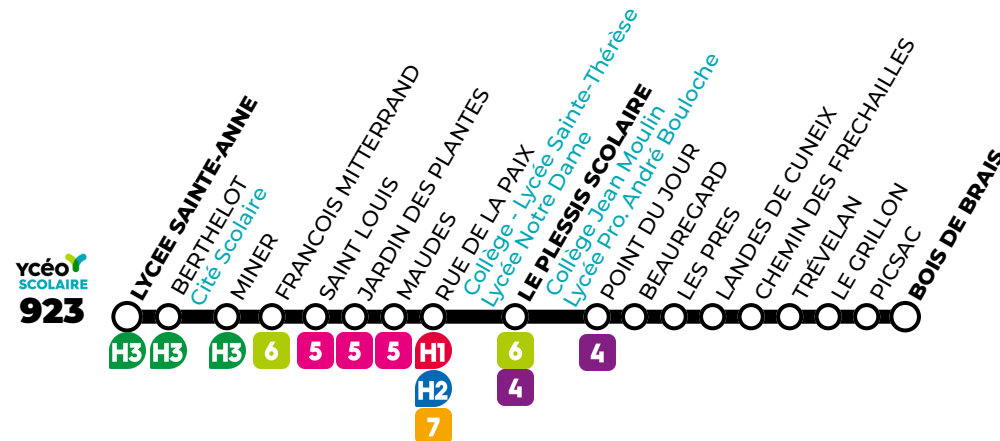 YCÉO
SCOLAIRE
923
LYCEE SAINTE-ANNE
BERTHELOT
Cité Scolaire
MINER
FRANCOIS MITTERRAND
SAINT LOUIS
JARDIN DES PLANTES
MAUDES
RUE DE LA PAIX
Collège - Lycée Sainte-Thérèse
Lycée Notre Dame
LE PLESSIS SCOLAIRE
Collège Jean Moulin
Lycée Pro. André Bouloche
POINT DU JOUR
BEAUREGARD
LES PRES
LANDES DE CUNEIX
CHEMIN DES FRECHAILLES
TRÉVELAN
LE GRILLON
PICSAC
BOIS DE BRAIS
H3 H3 H3 6 5 5 5 H1 6 4
H2 4
7